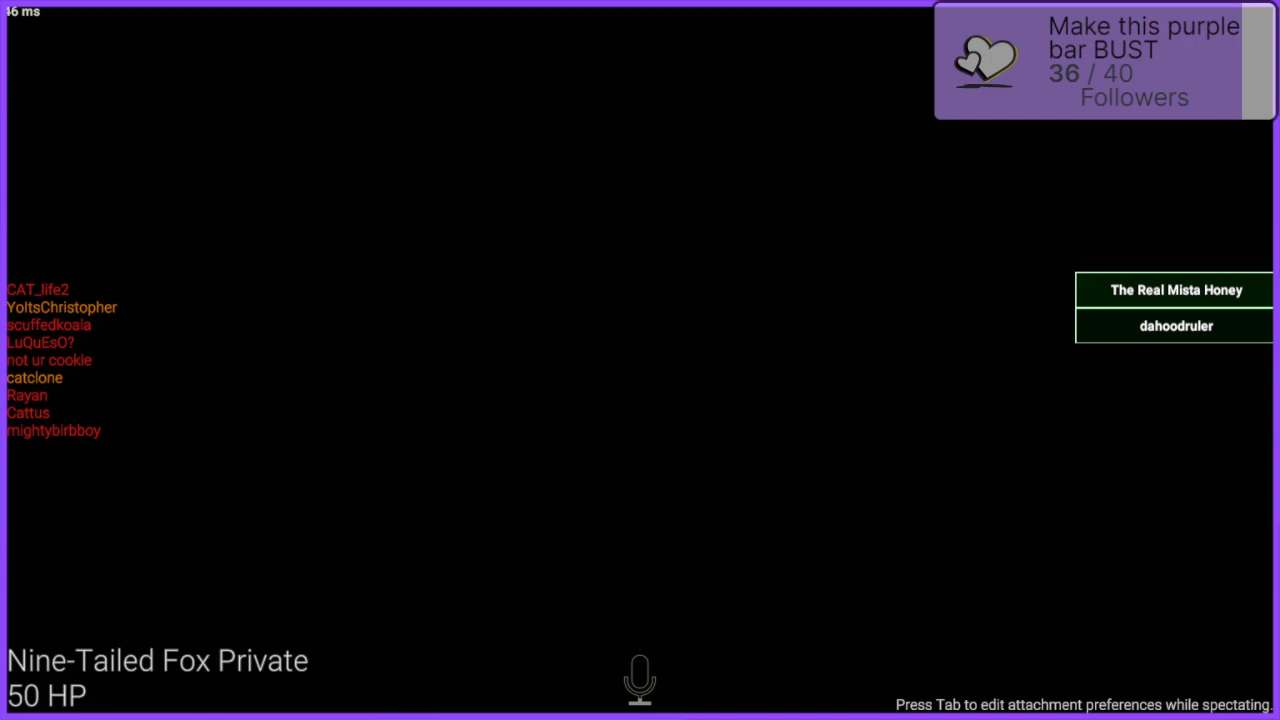 46 ms
Make this purple
bar BUST
36 / 40
Followers
CAT_life2
YoItsChristopher
scuffedkoala
LuQuEsO?
not ur cookie
catclone
Rayan
Cattus
mightybirbboy
The Real Mista Honey
dahoodruler
Nine-Tailed Fox Private
50 HP
Press Tab to edit attachment preferences while spectating.